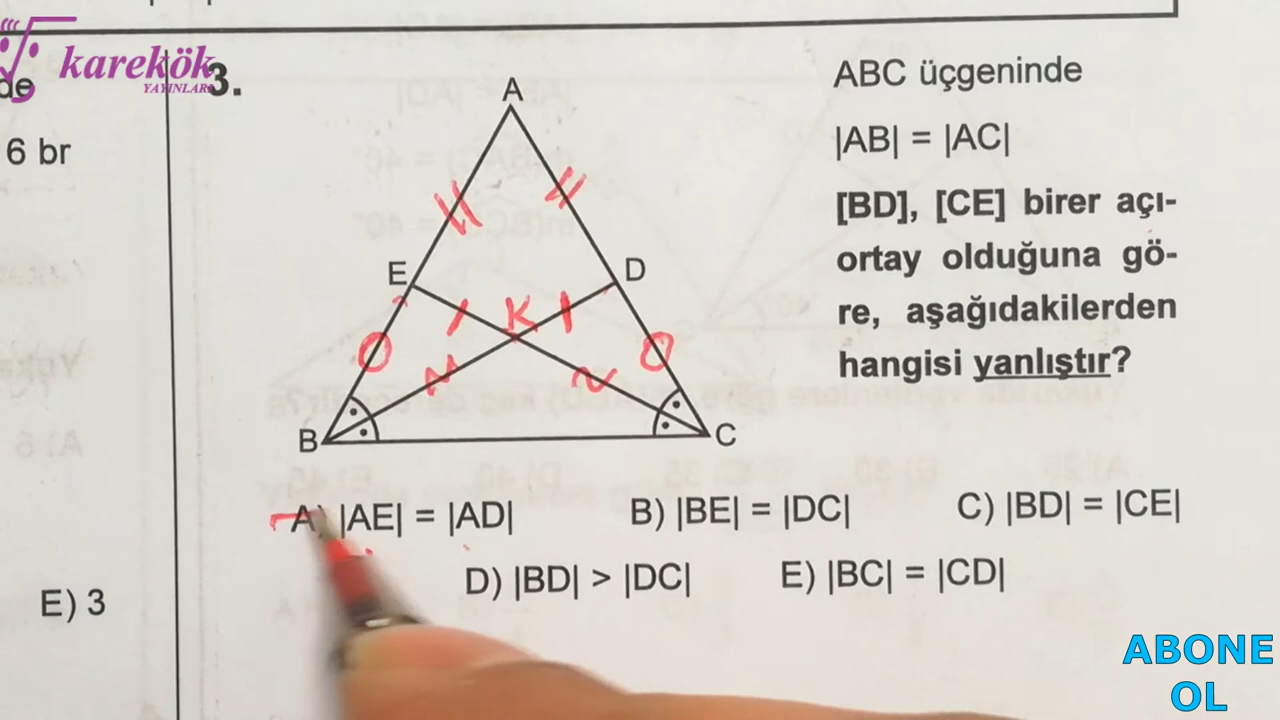 karekök
YAYINLARI
de
6 br
E) 3
3.
A
E
D
K
B
C
ABC üçgeninde
|AB| = |AC|
[BD], [CE] birer açı-
ortay olduğuna gö-
re, aşağıdakilerden
hangisi yanlıştır?
A) |AE| = |AD|
B) |BE| = |DC|
C) |BD| = |CE|
D) |BD| > |DC|
E) |BC| = |CD|
ABONE
OL